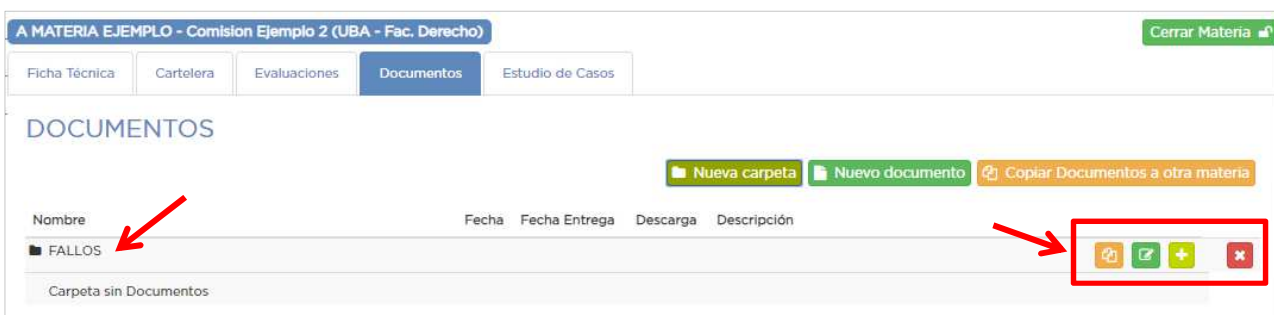 A MATERIA EJEMPLO - Comision Ejemplo 2 (UBA - Fac. Derecho)
Cerrar Materia
Ficha Técnica Cartelera Evaluaciones Documentos Estudio de Casos
DOCUMENTOS
Nueva carpeta Nuevo documento Copiar Documentos a otra materia
Nombre Fecha Fecha Entrega Descarga Descripción
FALLOS
Carpeta sin Documentos